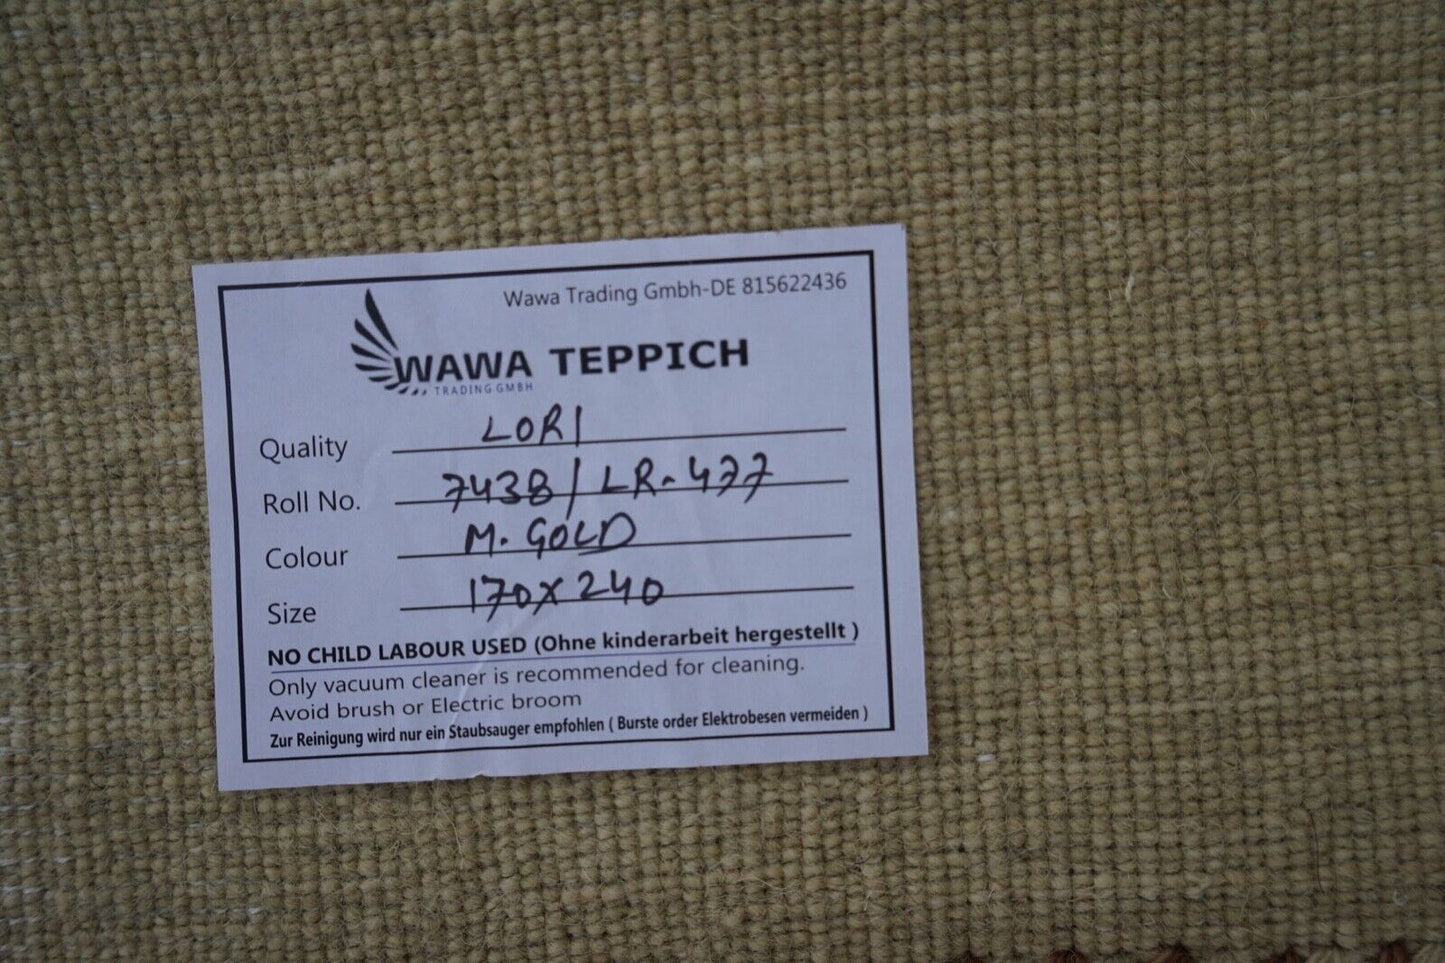 Wawa Trading Gmbh-DE 815622436
WAWA TEPPICH
TRADING GMBH
Quality LORI
Roll No. 7438/LR-477
Colour M. GOLD
Size 170x240
NO CHILD LABOUR USED (Ohne kinderarbeit hergestellt )
Only vacuum cleaner is recommended for cleaning.
Avoid brush or Electric broom
Zur Reinigung wird nur ein Staubsauger empfohlen ( Burste order Elektrobesen vermeiden )